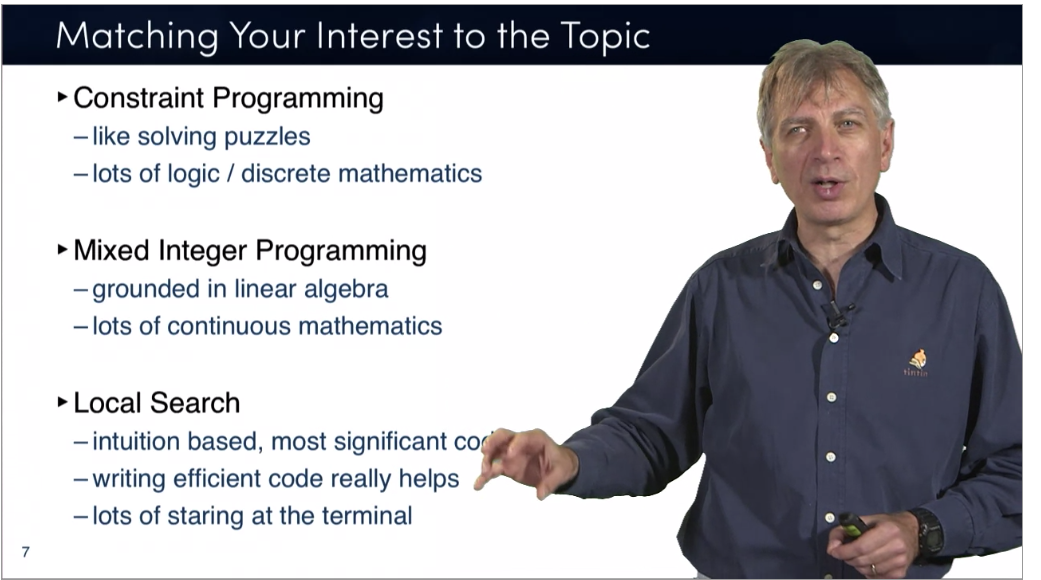 Matching Your Interest to the Topic
▸ Constraint Programming
– like solving puzzles
– lots of logic / discrete mathematics
▸ Mixed Integer Programming
– grounded in linear algebra
– lots of continuous mathematics
▸ Local Search
– intuition based, most significant
– writing efficient code really helps
– lots of staring at the terminal
7
tintin